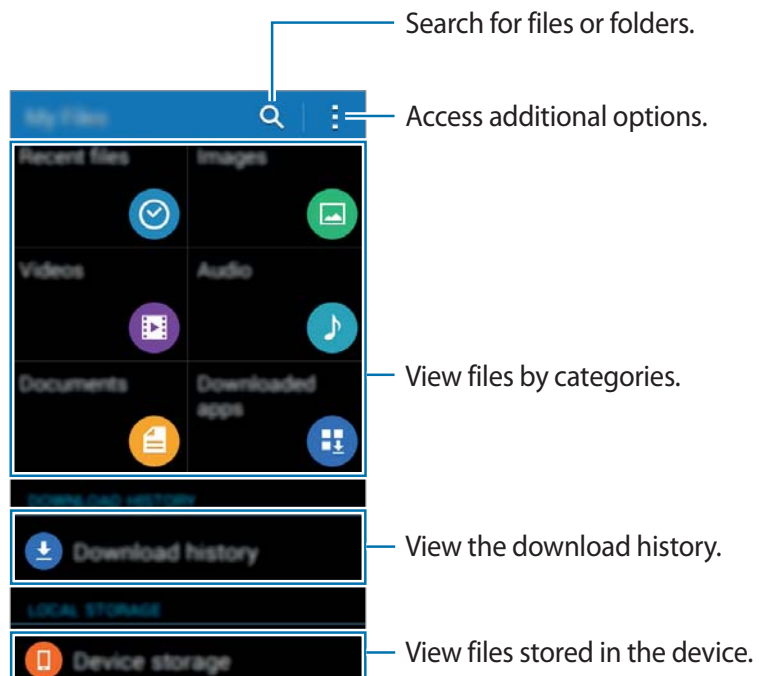 Search for files or folders.
My Files
Access additional options.
Recent files
Images
Videos
Audio
View files by categories.
Documents
Downloaded
apps
DOWNLOAD HISTORY
Download history
View the download history.
LOCAL STORAGE
Device storage
View files stored in the device.